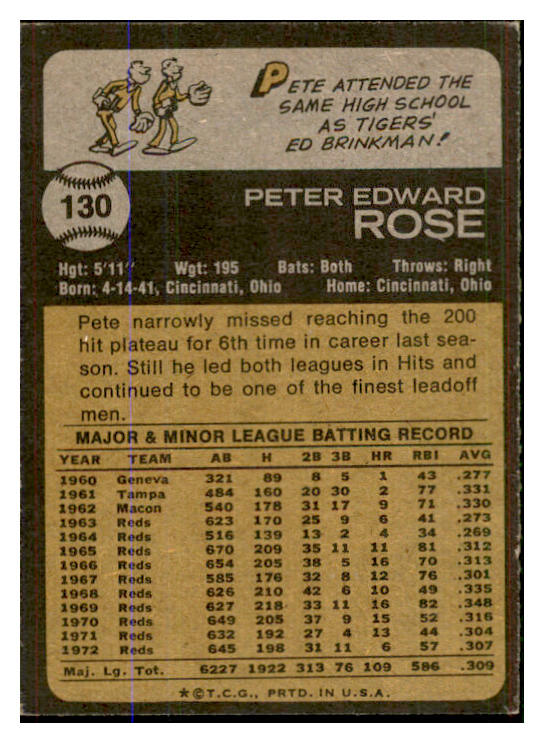 PETE ATTENDED THE
SAME HIGH SCHOOL
AS TIGERS'
ED BRINKMAN!
130
PETER EDWARD
ROSE
Hgt: 5'11" Wgt: 195 Bats: Both Throws: Right
Born: 4-14-41, Cincinnati, Ohio Home: Cincinnati, Ohio
Pete narrowly missed reaching the 200
hit plateau for 6th time in career last sea-
son. Still he led both leagues in Hits and
continued to be one of the finest leadoff
men.
MAJOR & MINOR LEAGUE BATTING RECORD
YEAR TEAM AB H 2B 3B HR RBI AVG
1960 Geneva 321 89 8 5 1 43 .277
1961 Tampa 484 160 20 30 2 77 .331
1962 Macon 540 178 31 17 9 71 .330
1963 Reds 623 170 25 9 6 41 .273
1964 Reds 516 139 13 2 4 34 .269
1965 Reds 670 209 35 11 11 81 .312
1966 Reds 654 205 38 5 16 70 .313
1967 Reds 585 176 32 8 12 76 .301
1968 Reds 626 210 42 6 10 49 .335
1969 Reds 627 218 33 11 16 82 .348
1970 Reds 649 205 37 9 15 52 .316
1971 Reds 632 192 27 4 13 44 .304
1972 Reds 645 198 31 11 6 57 .307
Maj. Lg. Tot. 6227 1922 313 76 109 586 .309
*©T.C.G., PRTD. IN U.S.A.